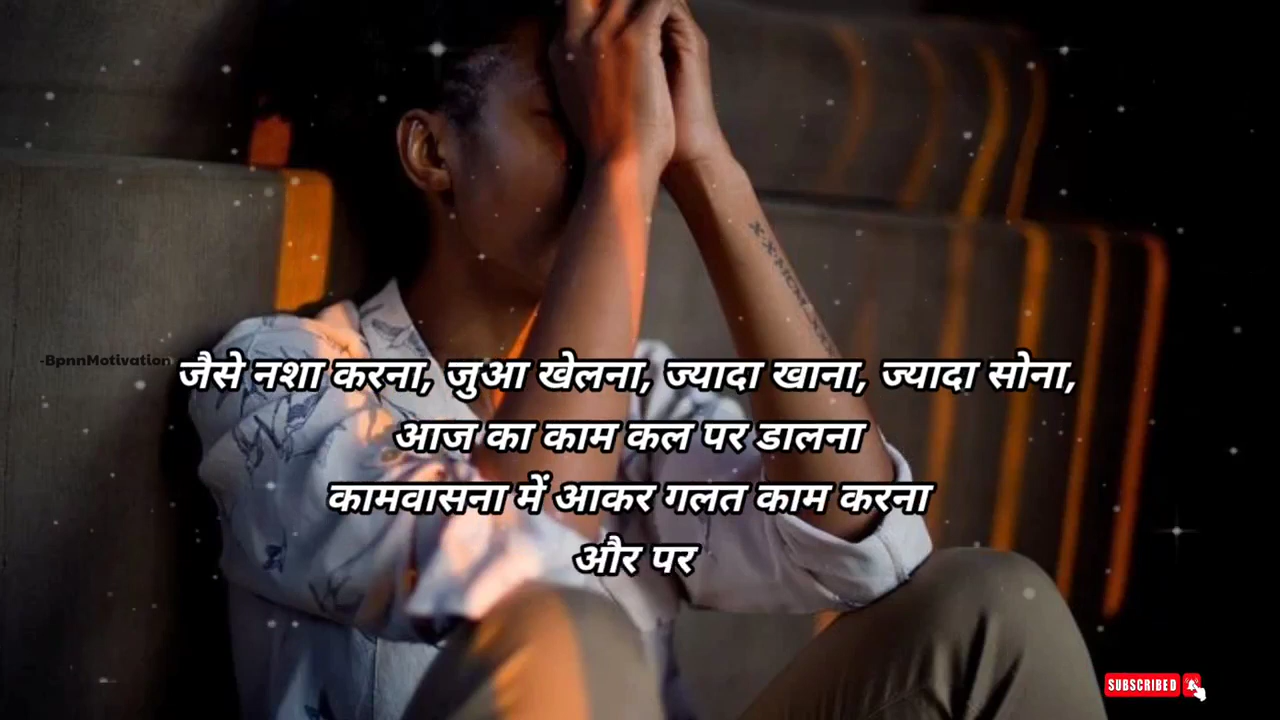 -BpnnMotivation
जैसे नशा करना, जुआ खेलना, ज्यादा खाना, ज्यादा सोना,
आज का काम कल पर डालना
कामवासना में आकर गलत काम करना
और पर
SUBSCRIBED